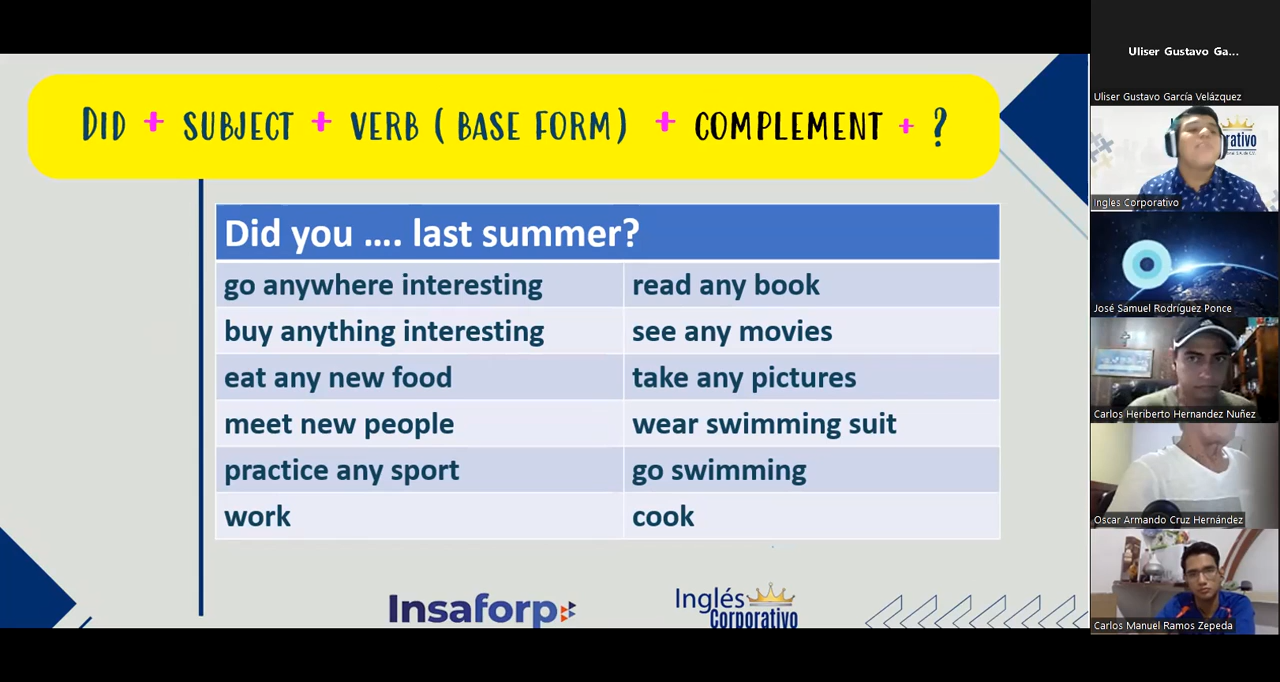 DID + SUBJECT + VERB ( BASE FORM) + COMPLEMENT + ?
Did you …. last summer?
go anywhere interesting
read any book
buy anything interesting
see any movies
eat any new food
take any pictures
meet new people
wear swimming suit
practice any sport
go swimming
work
cook
Insaforp
Inglés
Corporativo
Uliser Gustavo Ga...
Uliser Gustavo García Velázquez
Ingles Corporativo
José Samuel Rodríguez Ponce
Carlos Heriberto Hernandez Nuñez
Oscar Armando Cruz Hernández
Carlos Manuel Ramos Zepeda